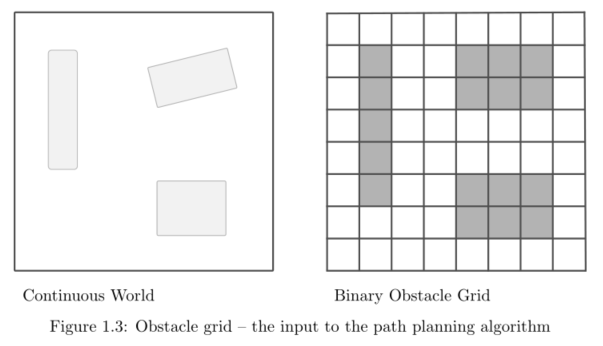 Continuous World
Binary Obstacle Grid
Figure 1.3: Obstacle grid – the input to the path planning algorithm